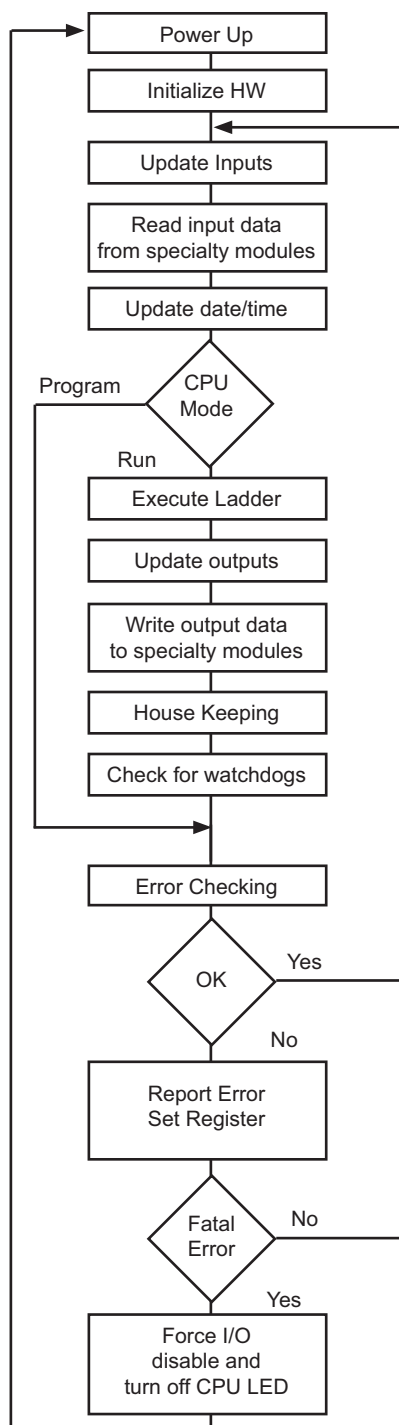 Power Up
Initialize HW
Update Inputs
Read input data
from specialty modules
Update date/time
CPU
Mode
Program
Run
Execute Ladder
Update outputs
Write output data
to specialty modules
House Keeping
Check for watchdogs
Error Checking
OK
Yes
No
Report Error
Set Register
Fatal
Error
No
Yes
Force I/O
disable and
turn off CPU LED